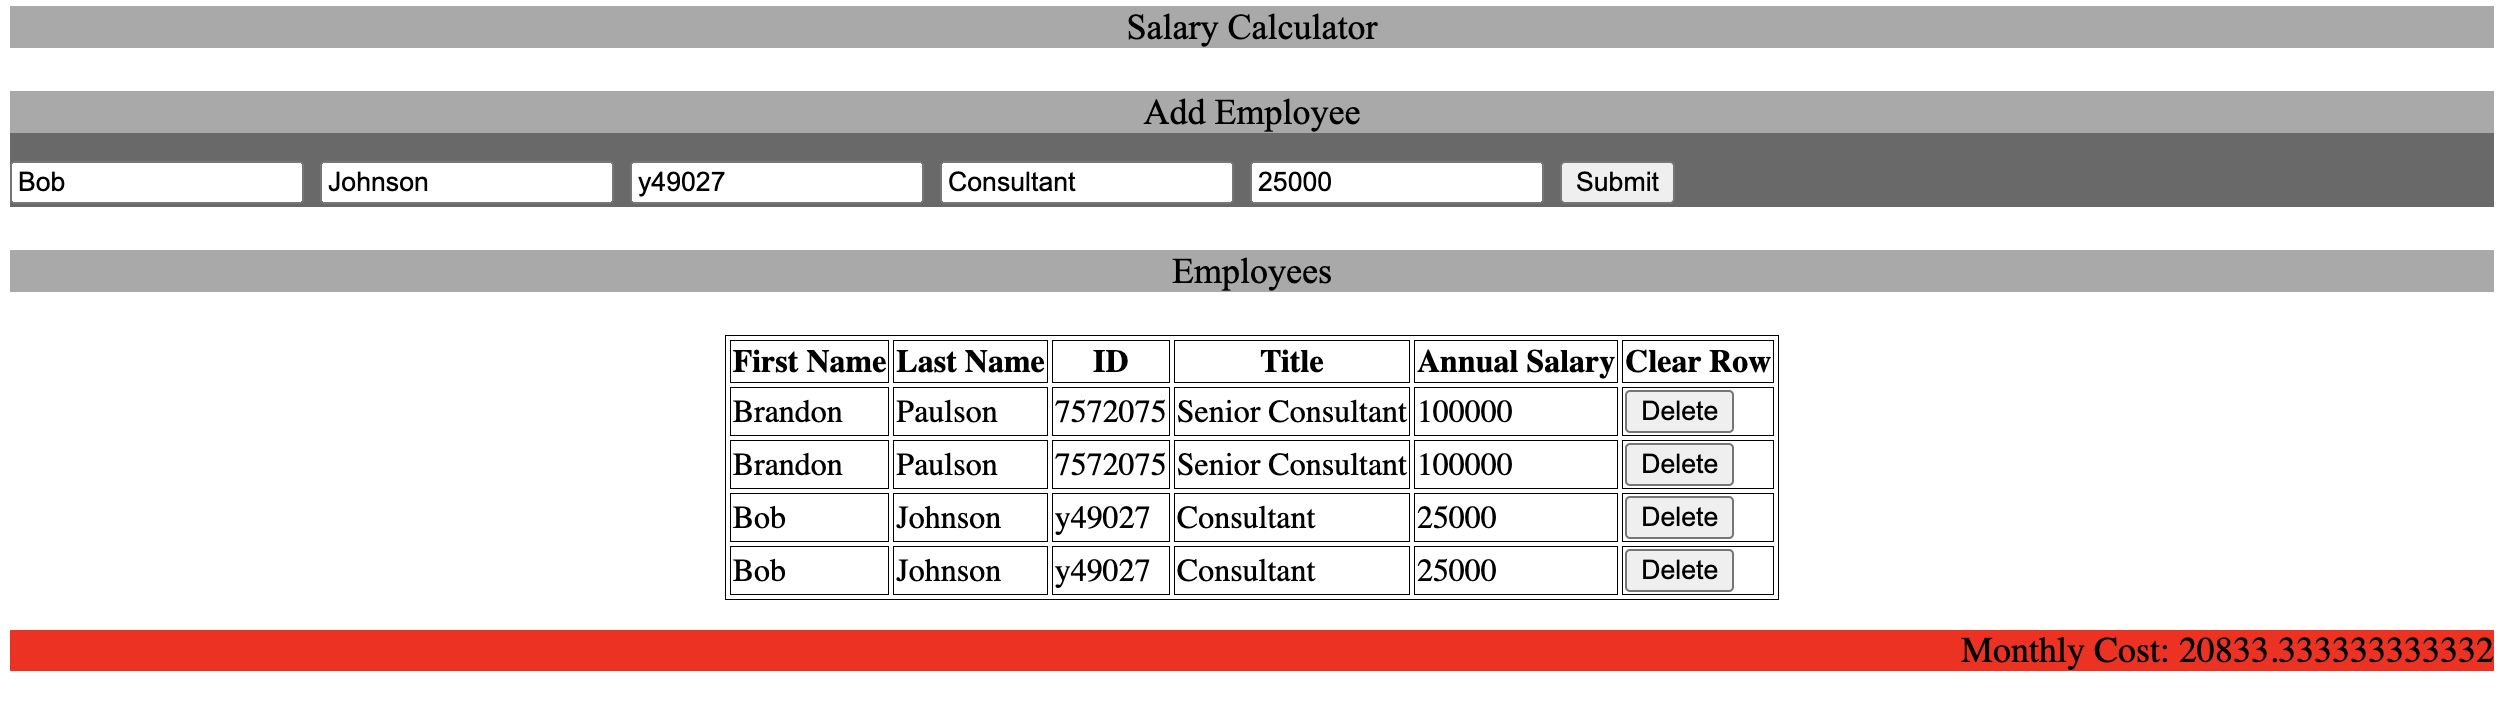 Salary Calculator
Add Employee
Bob Johnson y49027 Consultant 25000 Submit
Employees
First Name Last Name ID Title Annual Salary Clear Row
Brandon Paulson 7572075 Senior Consultant 100000 Delete
Brandon Paulson 7572075 Senior Consultant 100000 Delete
Bob Johnson y49027 Consultant 25000 Delete
Bob Johnson y49027 Consultant 25000 Delete
Monthly Cost: 20833.333333333332